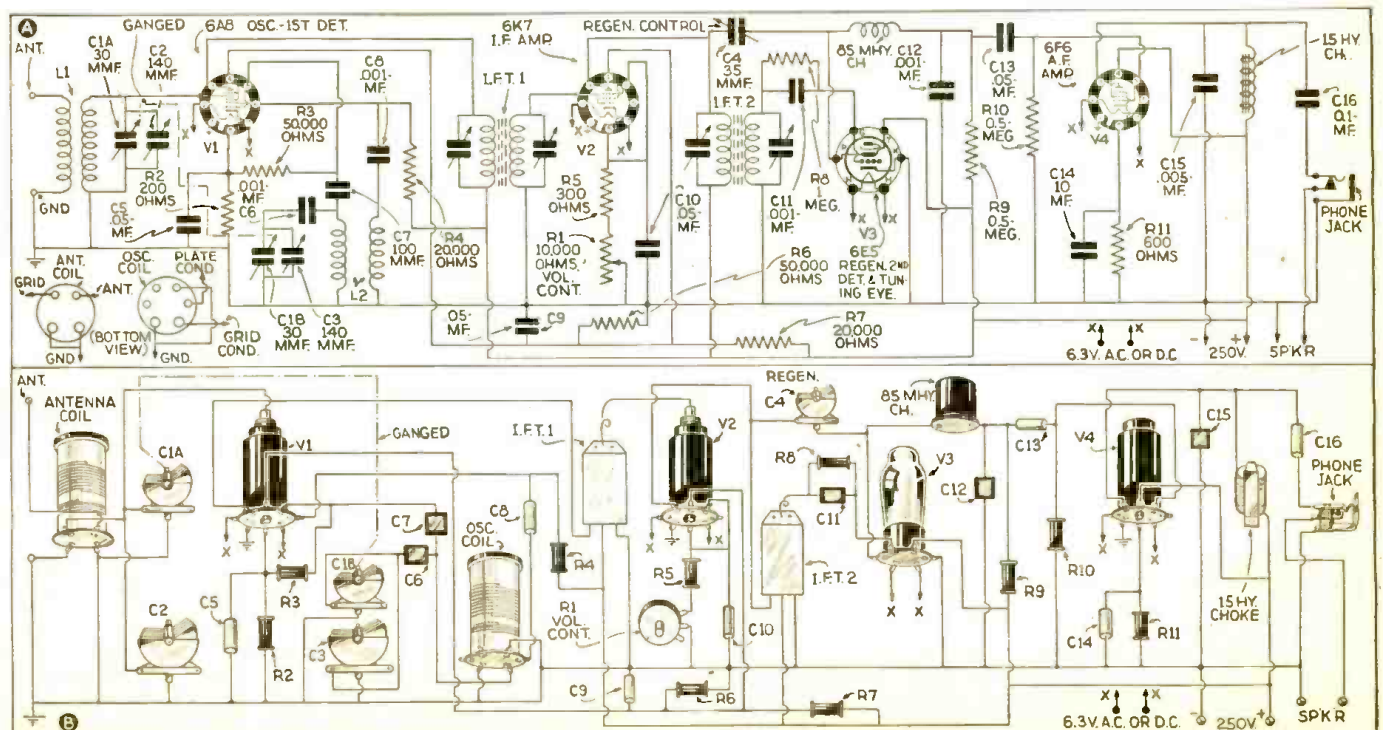 A
ANT.
L1
C1A
30
MMF.
GANGED
C2
140
MMF.
6A8 OSC.-1ST DET.
V1
X
R3
50,000
OHMS
R2
200
OHMS
C5
.05-
MF.
.001-
MF.
C6
GND
C8
.001-
MF.
C7
100
MMF.
R4
20,000
OHMS
L2
C1B
30
MMF.
C3
140
MMF.
ANT.
COIL
GRID
ANT.
GND
OSC.
COIL
PLATE
COND.
(BOTTOM
VIEW)
GND.
GRID
COND.
I.F.T. 1
6K7
I.F. AMP.
V2
X
R5
300
OHMS
R1
10,000
OHMS,
VOL.
CONT.
.05-
MF.
C9
C10
.05-
MF.
REGEN. CONTROL
C4
35
MMF.
I.F.T. 2
85 MHY.
CH.
C11
.001-
MF.
R8
1
MEG.
R6
50,000
OHMS
R7
20,000
OHMS
X
X
V3
6E5
REGEN. 2ND
DET. & TUN-
ING EYE.
C12
.001-
MF.
C13
.05-
MF.
R10
0.5-
MEG.
R9
0.5-
MEG.
6F6
A.F.
AMP.
X
V4
X
C14
10
MF.
R11
600
OHMS
C15
.005-
MF.
15 HY.
CH.
C16
0.1-
MF.
PHONE
JACK
X
X
6.3V. A.C. OR D.C.
-
+
250V.
SPKR
B
ANT.
ANTENNA
COIL
C1A
C2
V1
GANGED
X
X
C5
R3
R2
C1B
C3
C7
C6
C8
OSC.
COIL
R4
I.F.T. 1
V2
X
X
R5
R1
VOL.
CONT.
C9
C10
R6
REGEN.
C4
R8
C11
I.F.T. 2
85 MHY.
CH.
V3
X
X
C12
C13
R9
R7
R10
V4
X
X
C14
R11
C15
15 HY.
CHOKE
C16
PHONE
JACK
X
X
6.3V. A.C. OR D.C.
-
250V.
+
SPKR